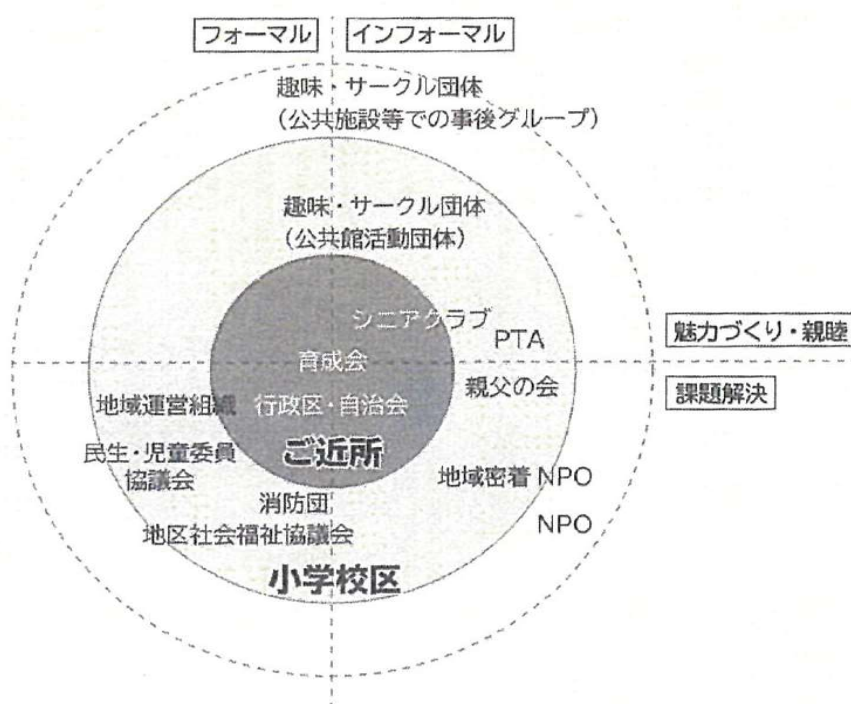 フォーマル
インフォーマル
趣味・サークル団体
(公共施設等での事後グループ)
趣味・サークル団体
(公共館活動団体)
シニアクラブ
PTA
魅力づくり・親睦
育成会
親父の会
課題解決
地域運営組織
行政区・自治会
民生・児童委員
協議会
ご近所
地域密着 NPO
消防団
NPO
地区社会福祉協議会
小学校区